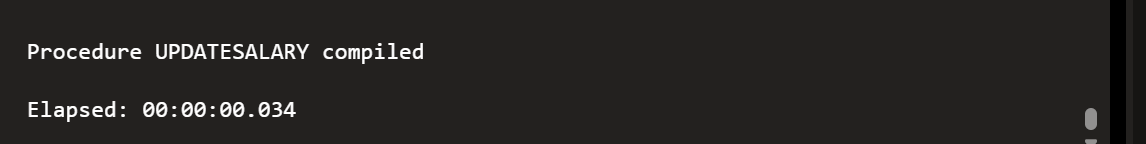 Procedure UPDATESALARY compiled
Elapsed: 00:00:00.034